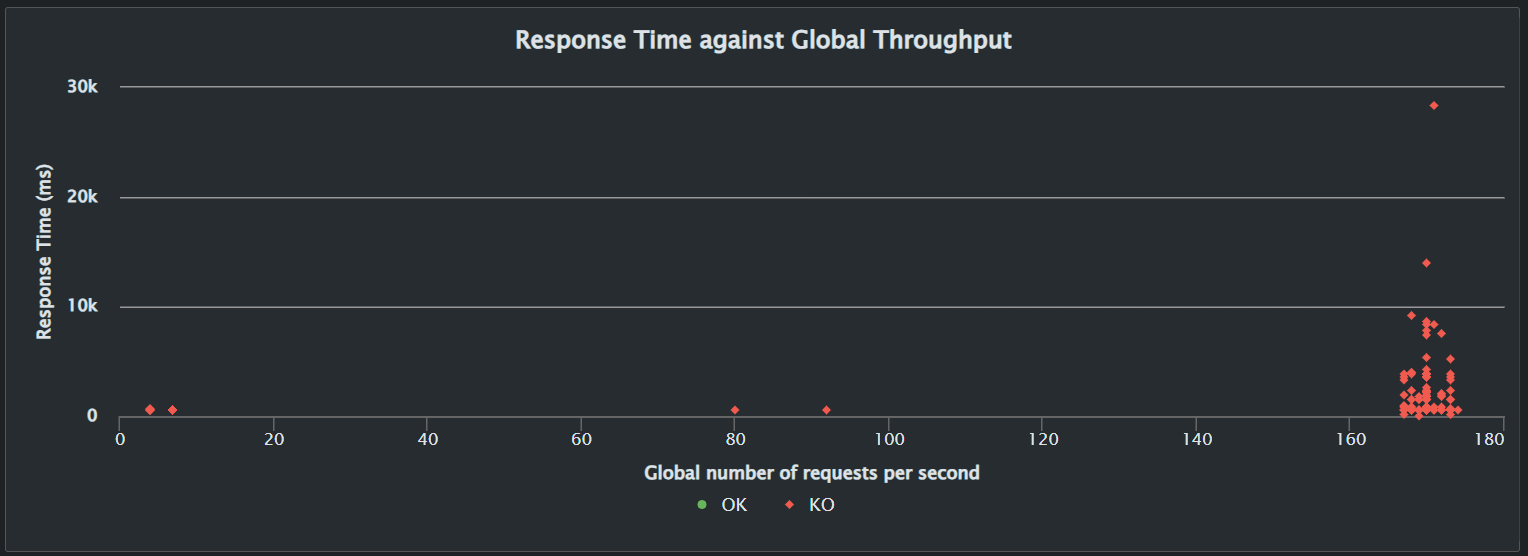 Response Time against Global Throughput
30k
20k
10k
0
Response Time (ms)
0 20 40 60 80 100 120 140 160 180
Global number of requests per second
OK KO